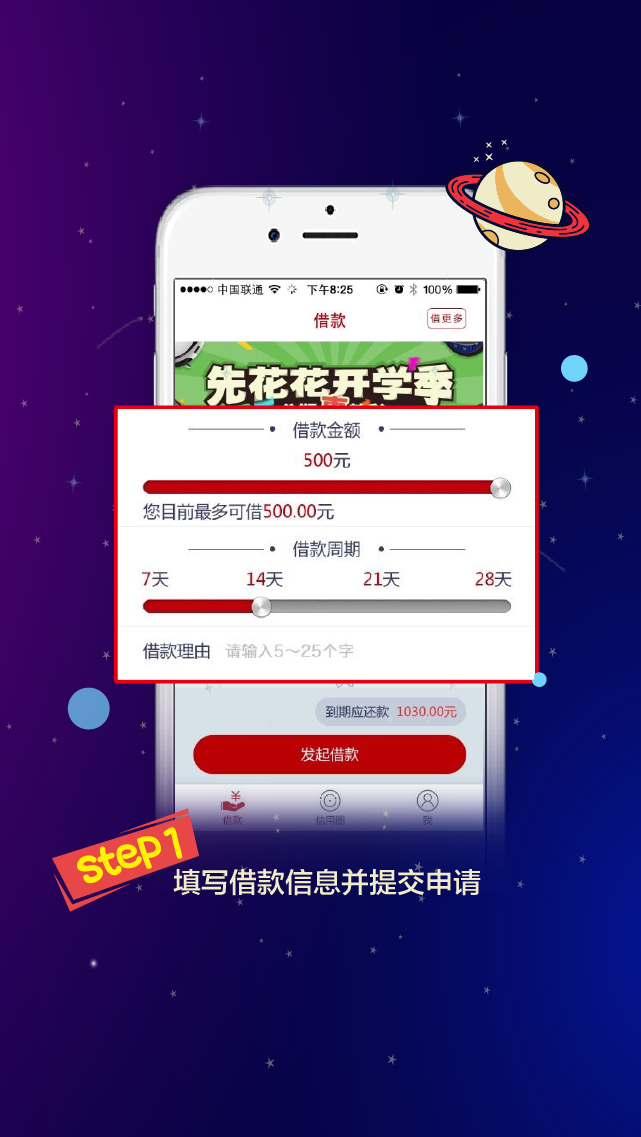 中国联通 下午8:25 100%
借款
借更多
先花花开学季
借款金额
500元
您目前最多可借500.00元
借款周期
7天 14天 21天 28天
借款理由 请输入5～25个字
到期应还款 1030.00元
发起借款
借款 信用圈 我
step1
填写借款信息并提交申请